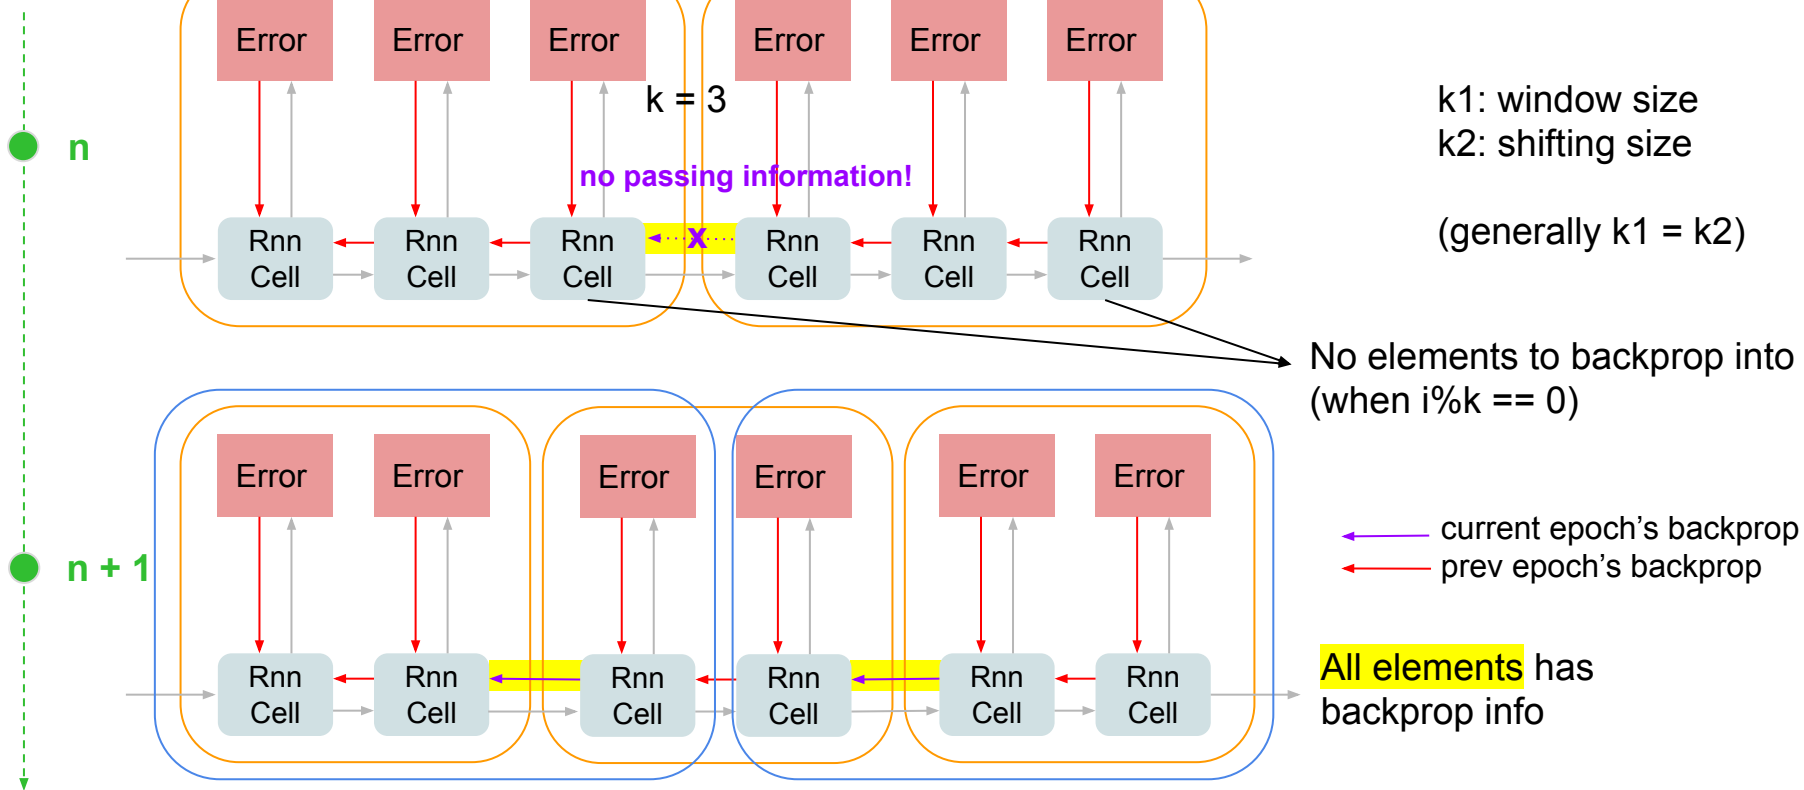 Error
Error
Error
Error
Error
Error
k = 3
k1: window size
k2: shifting size
n
no passing information!
(generally k1 = k2)
x
Rnn
Cell
Rnn
Cell
Rnn
Cell
Rnn
Cell
Rnn
Cell
Rnn
Cell
No elements to backprop into
(when i%k == 0)
Error
Error
Error
Error
Error
Error
current epoch's backprop
prev epoch's backprop
n + 1
Rnn
Cell
Rnn
Cell
Rnn
Cell
Rnn
Cell
Rnn
Cell
Rnn
Cell
All elements has
backprop info